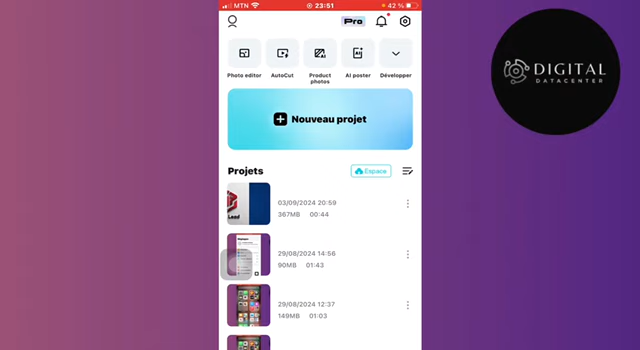 MTN 23:51 42 %
Pro
DIGITAL
DATACENTER
Photo editor AutoCut Product photos AI poster Développer
AI
Nouveau projet
Projets Espace
03/09/2024 20:59
367MB 00:44
Lead
29/08/2024 14:56
90MB 01:43
29/08/2024 12:37
149MB 01:03